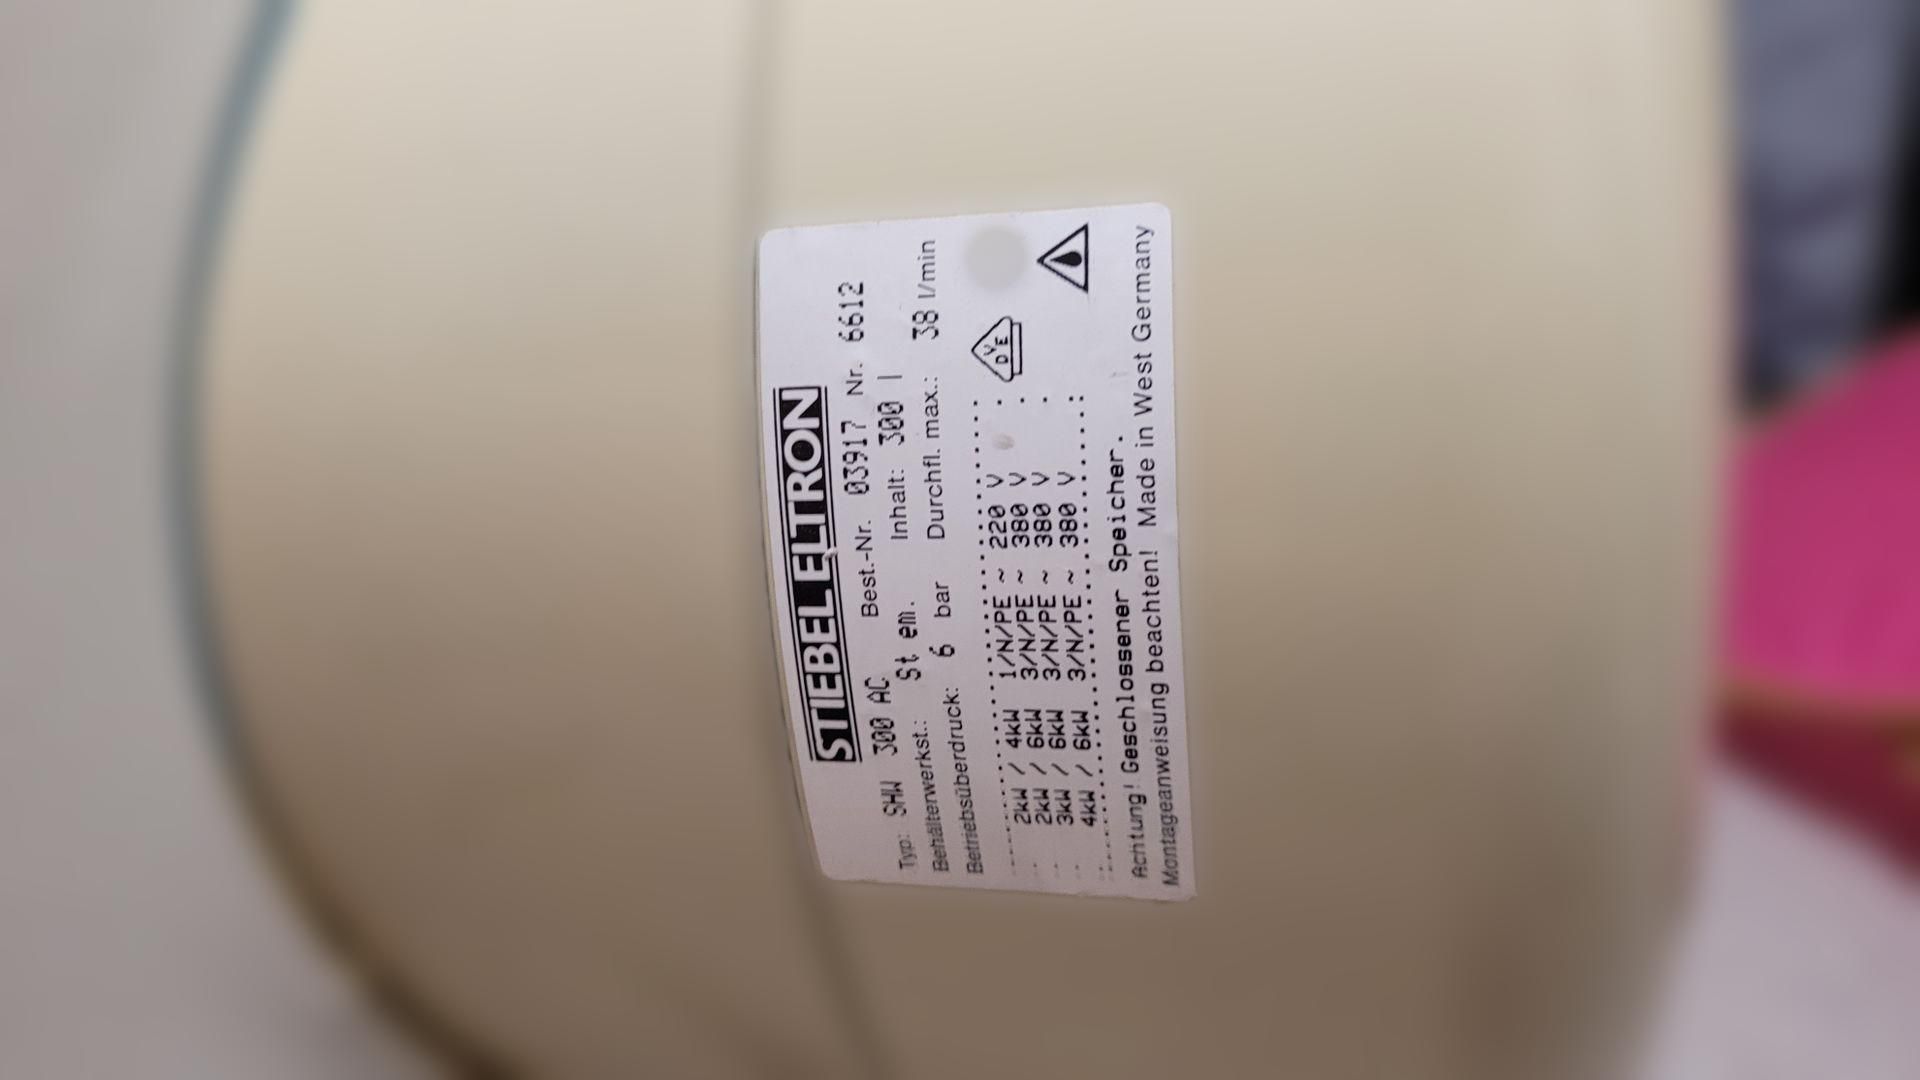 STIEBEL ELTRON
Typ: SHW 300 AC Best.-Nr. 03917 Nr. 6612
Behälterwerkst.: St em. Inhalt: 300 l
Betriebsüberdruck: 6 bar Durchfl. max.: 38 l/min
2kW / 4kW 1/N/PE ~ 220 V
2kW / 6kW 3/N/PE ~ 380 V
3kW / 6kW 3/N/PE ~ 380 V
4kW / 6kW 3/N/PE ~ 380 V
DVE
Achtung! Geschlossener Speicher.
Montageanweisung beachten! Made in West Germany